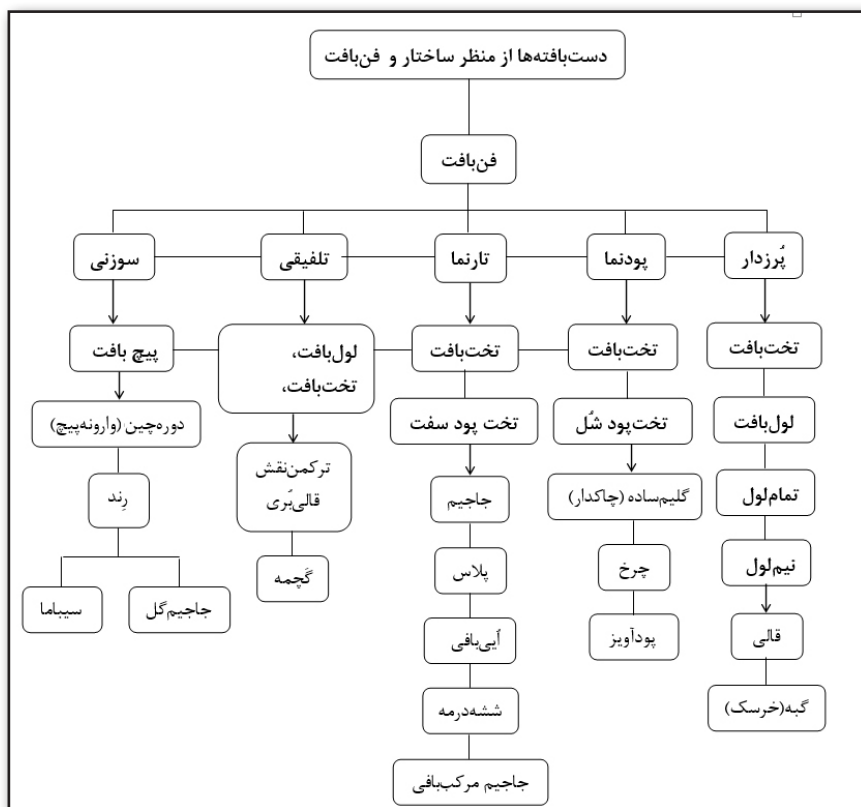 دست‌بافته‌ها از منظر ساختار و فن‌بافت
فن‌بافت
پُرزدار
پودنما
تارنما
تلفیقی
سوزنی
تخت‌بافت
تخت‌بافت
تخت‌بافت
لول‌بافت،
تخت‌بافت،
پیچ بافت
لول‌بافت
تخت‌پود شُل
تخت پود سفت
دوره‌چین (وارونه‌پیچ)
تمام‌لول
گلیم‌ساده (چاکدار)
جاجیم
ترکمن‌نقش
قالی‌بُری
رِند
نیم‌لول
چرخ
پلاس
گچمه
قالی
پودآویز
اُیی‌بافی
جاجیم‌گل
سیباما
گبه(خرسک)
ششه‌درمه
جاجیم مرکب‌بافی